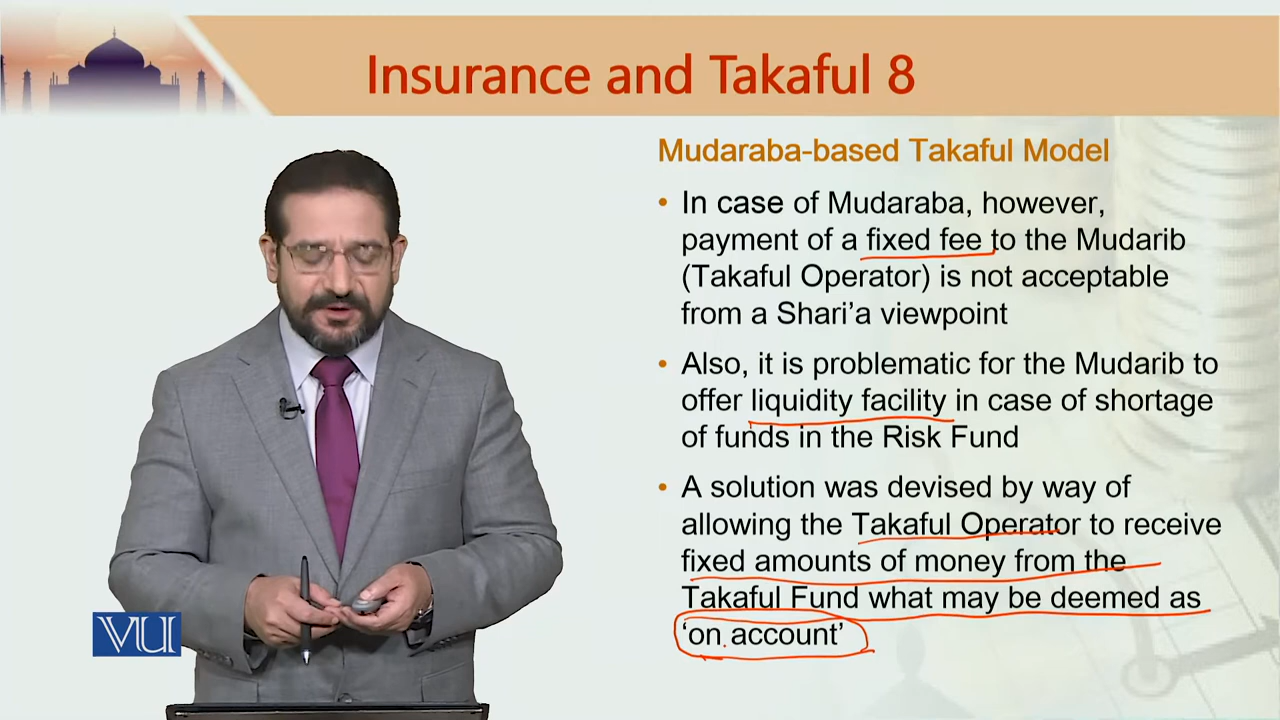 Insurance and Takaful 8
Mudaraba-based Takaful Model
• In case of Mudaraba, however,
payment of a fixed fee to the Mudarib
(Takaful Operator) is not acceptable
from a Shari’a viewpoint
• Also, it is problematic for the Mudarib to
offer liquidity facility in case of shortage
of funds in the Risk Fund
• A solution was devised by way of
allowing the Takaful Operator to receive
fixed amounts of money from the
Takaful Fund what may be deemed as
‘on account’
VU